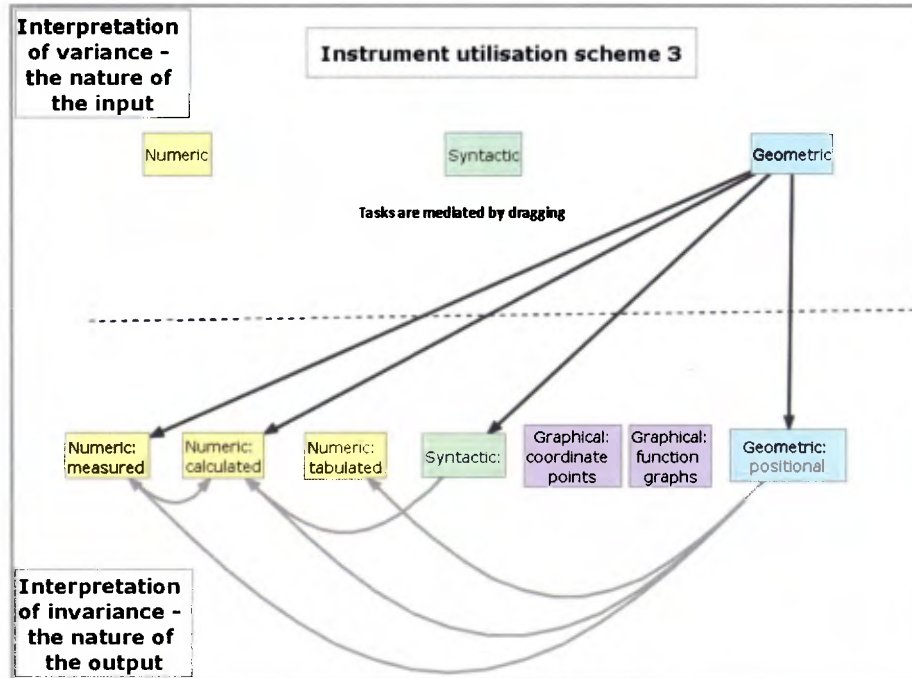 Interpretation
of variance -
the nature of
the input
Instrument utilisation scheme 3
Numeric
Syntactic
Geometric
Tasks are mediated by dragging
Numeric:
measured
Numeric:
calculated
Numeric:
tabulated
Syntactic:
Graphical:
coordinate
points
Graphical:
function
graphs
Geometric:
positional
Interpretation
of invariance -
the nature of
the output